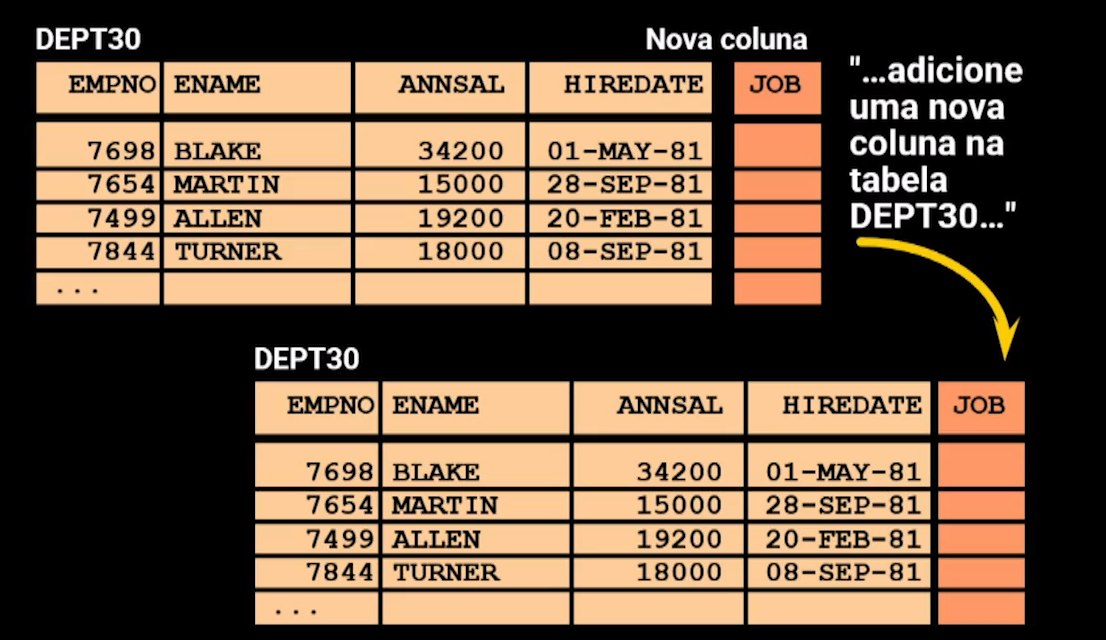 DEPT30
Nova coluna
EMPNO ENAME ANNSAL HIREDATE JOB
7698 BLAKE 34200 01-MAY-81
7654 MARTIN 15000 28-SEP-81
7499 ALLEN 19200 20-FEB-81
7844 TURNER 18000 08-SEP-81
...
"...adicione
uma nova
coluna na
tabela
DEPT30..."
DEPT30
EMPNO ENAME ANNSAL HIREDATE JOB
7698 BLAKE 34200 01-MAY-81
7654 MARTIN 15000 28-SEP-81
7499 ALLEN 19200 20-FEB-81
7844 TURNER 18000 08-SEP-81
...